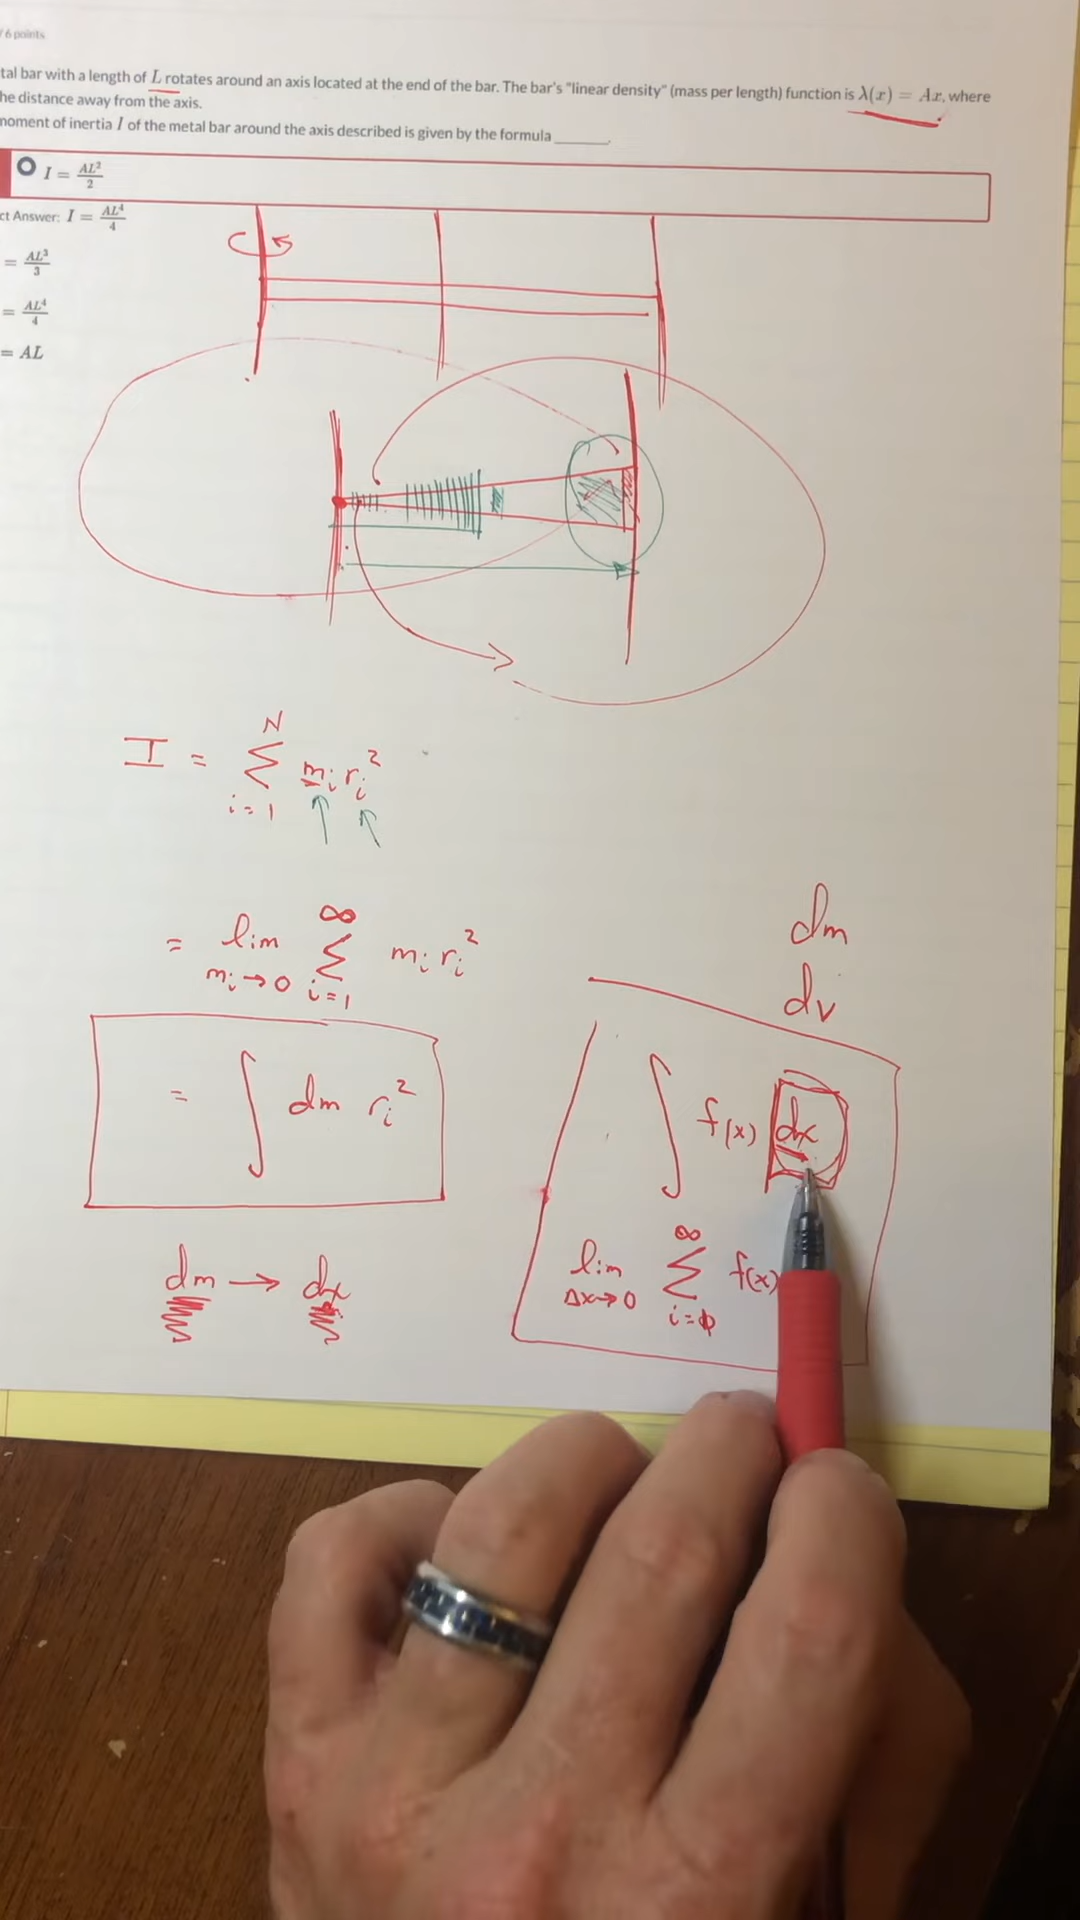 / 6 points
tal bar with a length of L rotates around an axis located at the end of the bar. The bar's "linear density" (mass per length) function is λ(x) = Ax, where
he distance away from the axis.
noment of inertia I of the metal bar around the axis described is given by the formula ______.
I = AL²/2
ct Answer: I = AL⁴/4
= AL³/3
= AL⁴/4
= AL
I = N Σ i=1 mᵢ rᵢ²
= lim mᵢ→0 ∞ Σ i=1 mᵢ rᵢ²
dm
dv
= ∫ dm rᵢ²
∫ f(x) dx
dm → dx
lim Δx→0 ∞ Σ f(x)